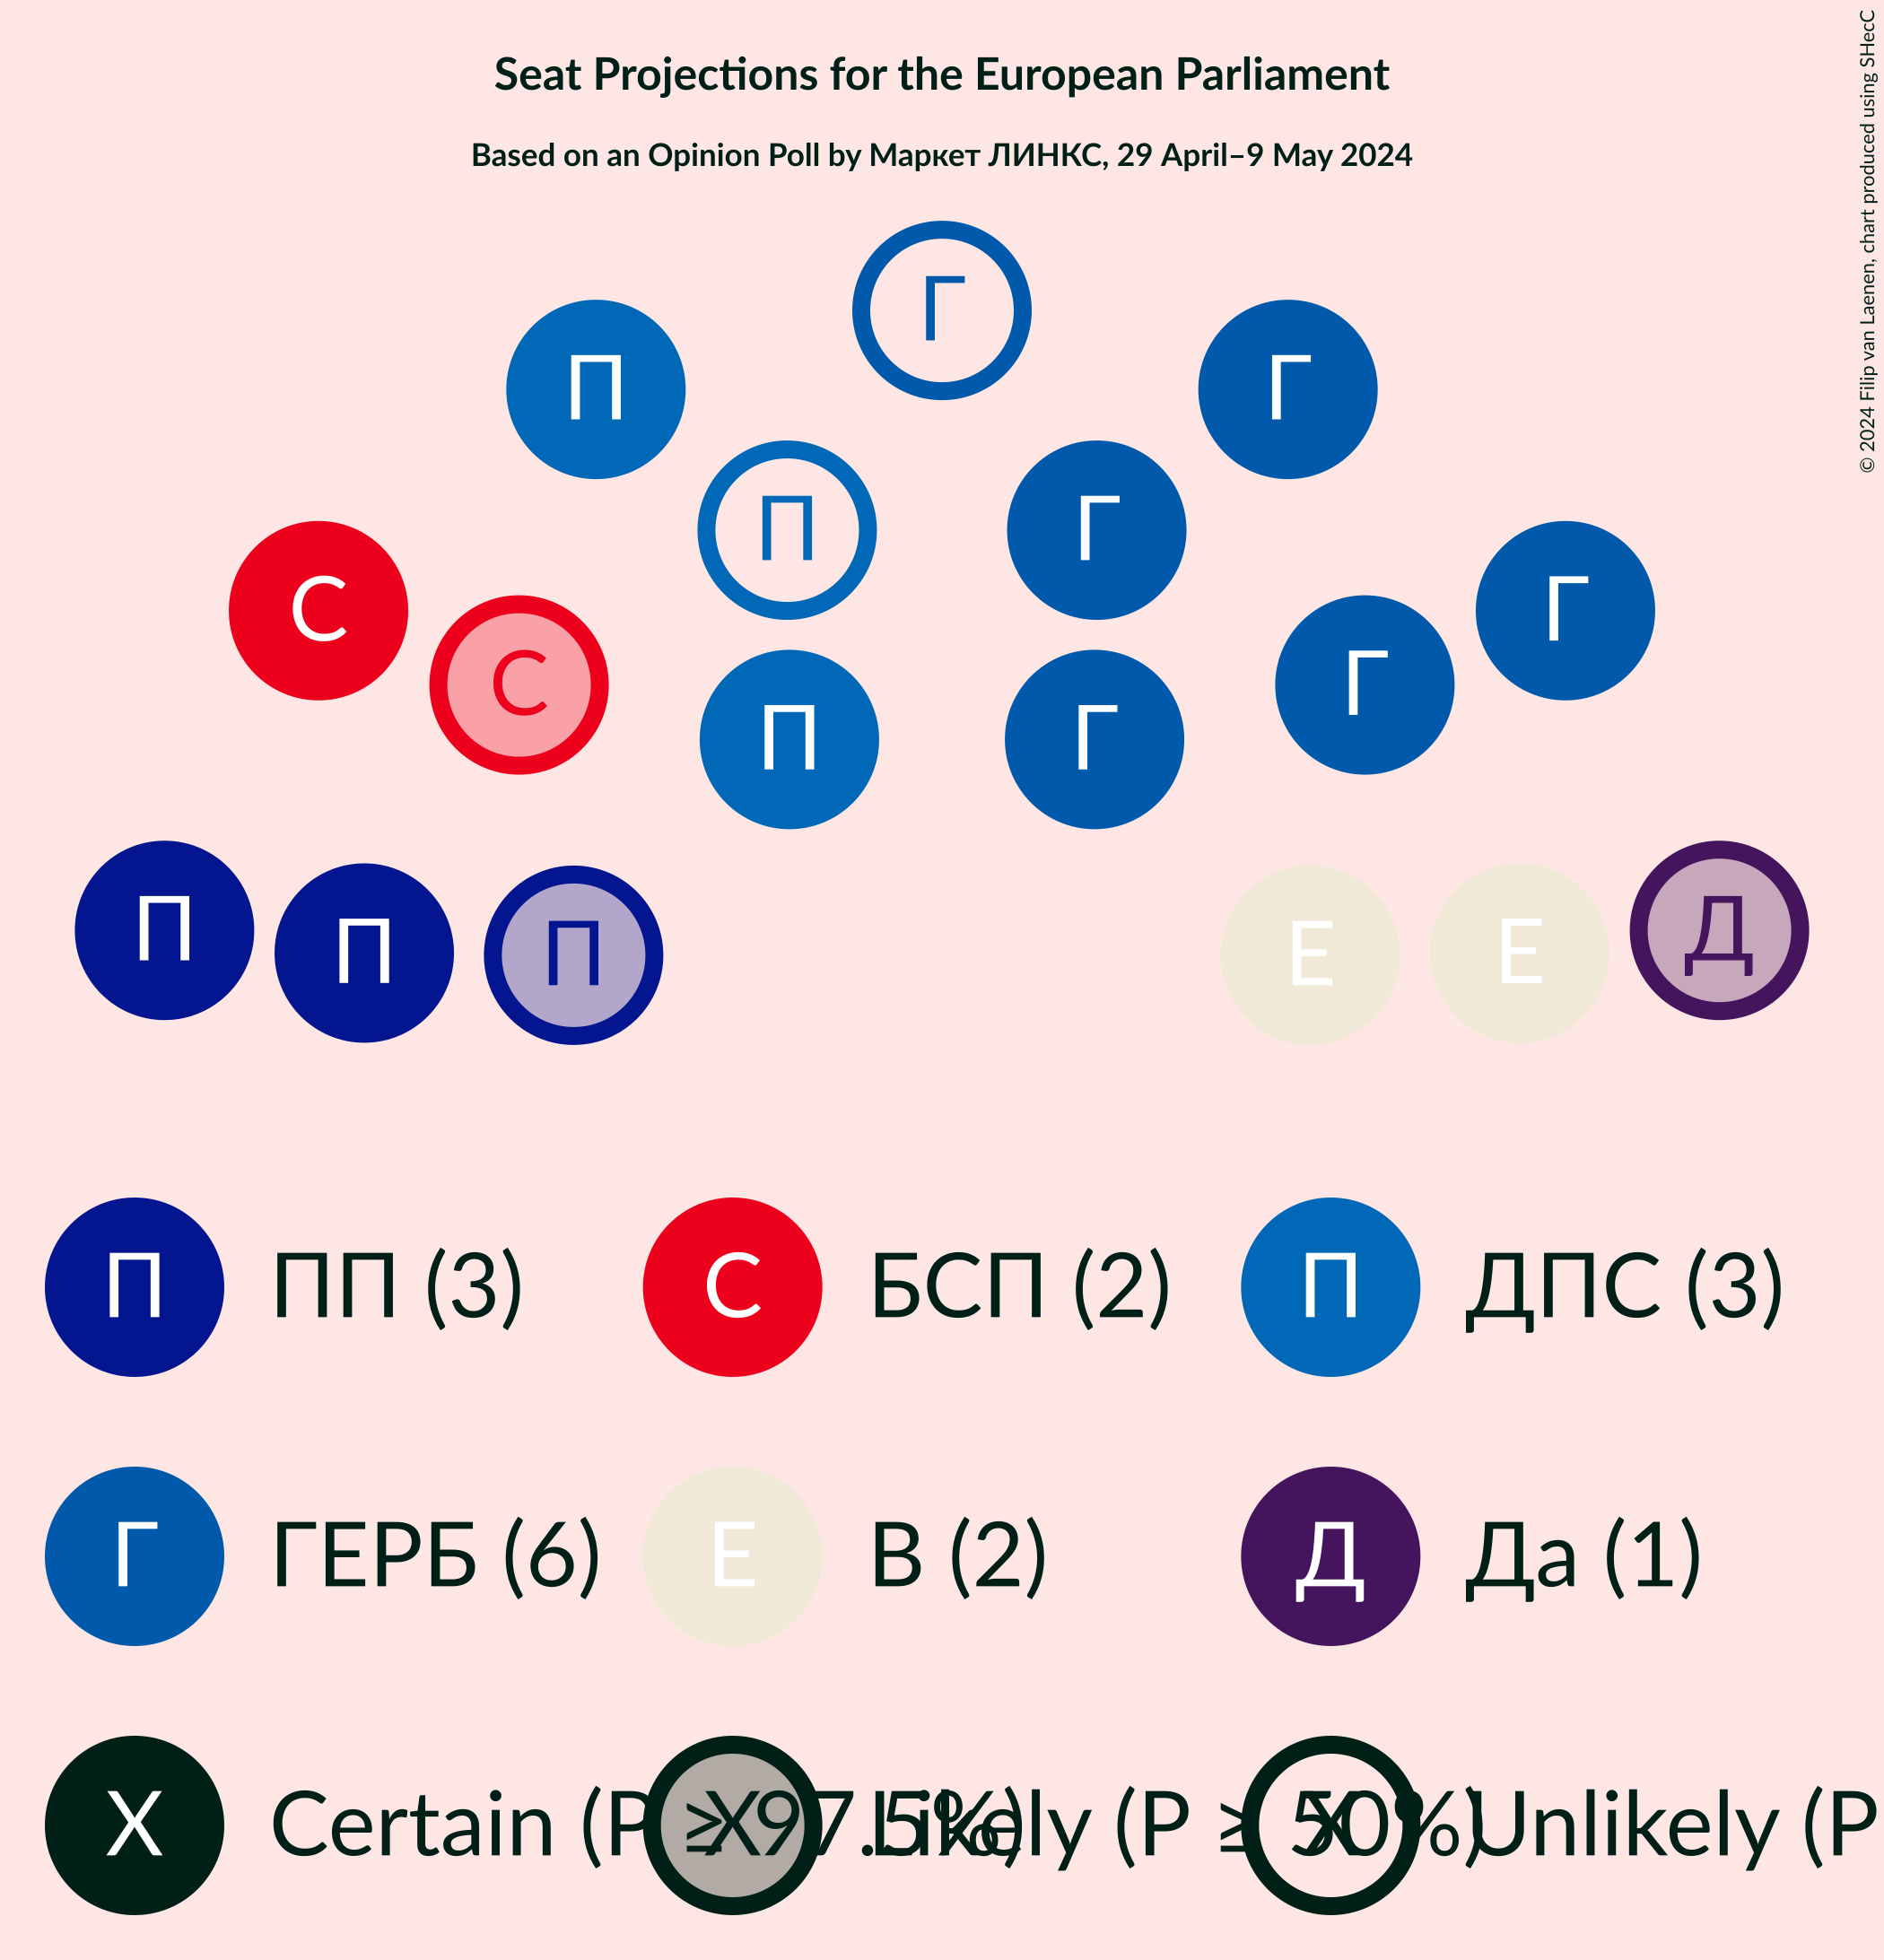 Seat Projections for the European Parliament
Based on an Opinion Poll by Маркет ЛИНКС, 29 April–9 May 2024
© 2024 Filip van Laenen, chart produced using SHecC
Г
П
Г
П
Г
С
Г
С
Г
П
Г
П
П
П
Е
Е
Д
П ПП (3)
С БСП (2)
П ДПС (3)
Г ГЕРБ (6)
Е В (2)
Д Да (1)
X Certain (P ≥ 97.5%)
X Likely (P ≥ 50%)
X Unlikely (P